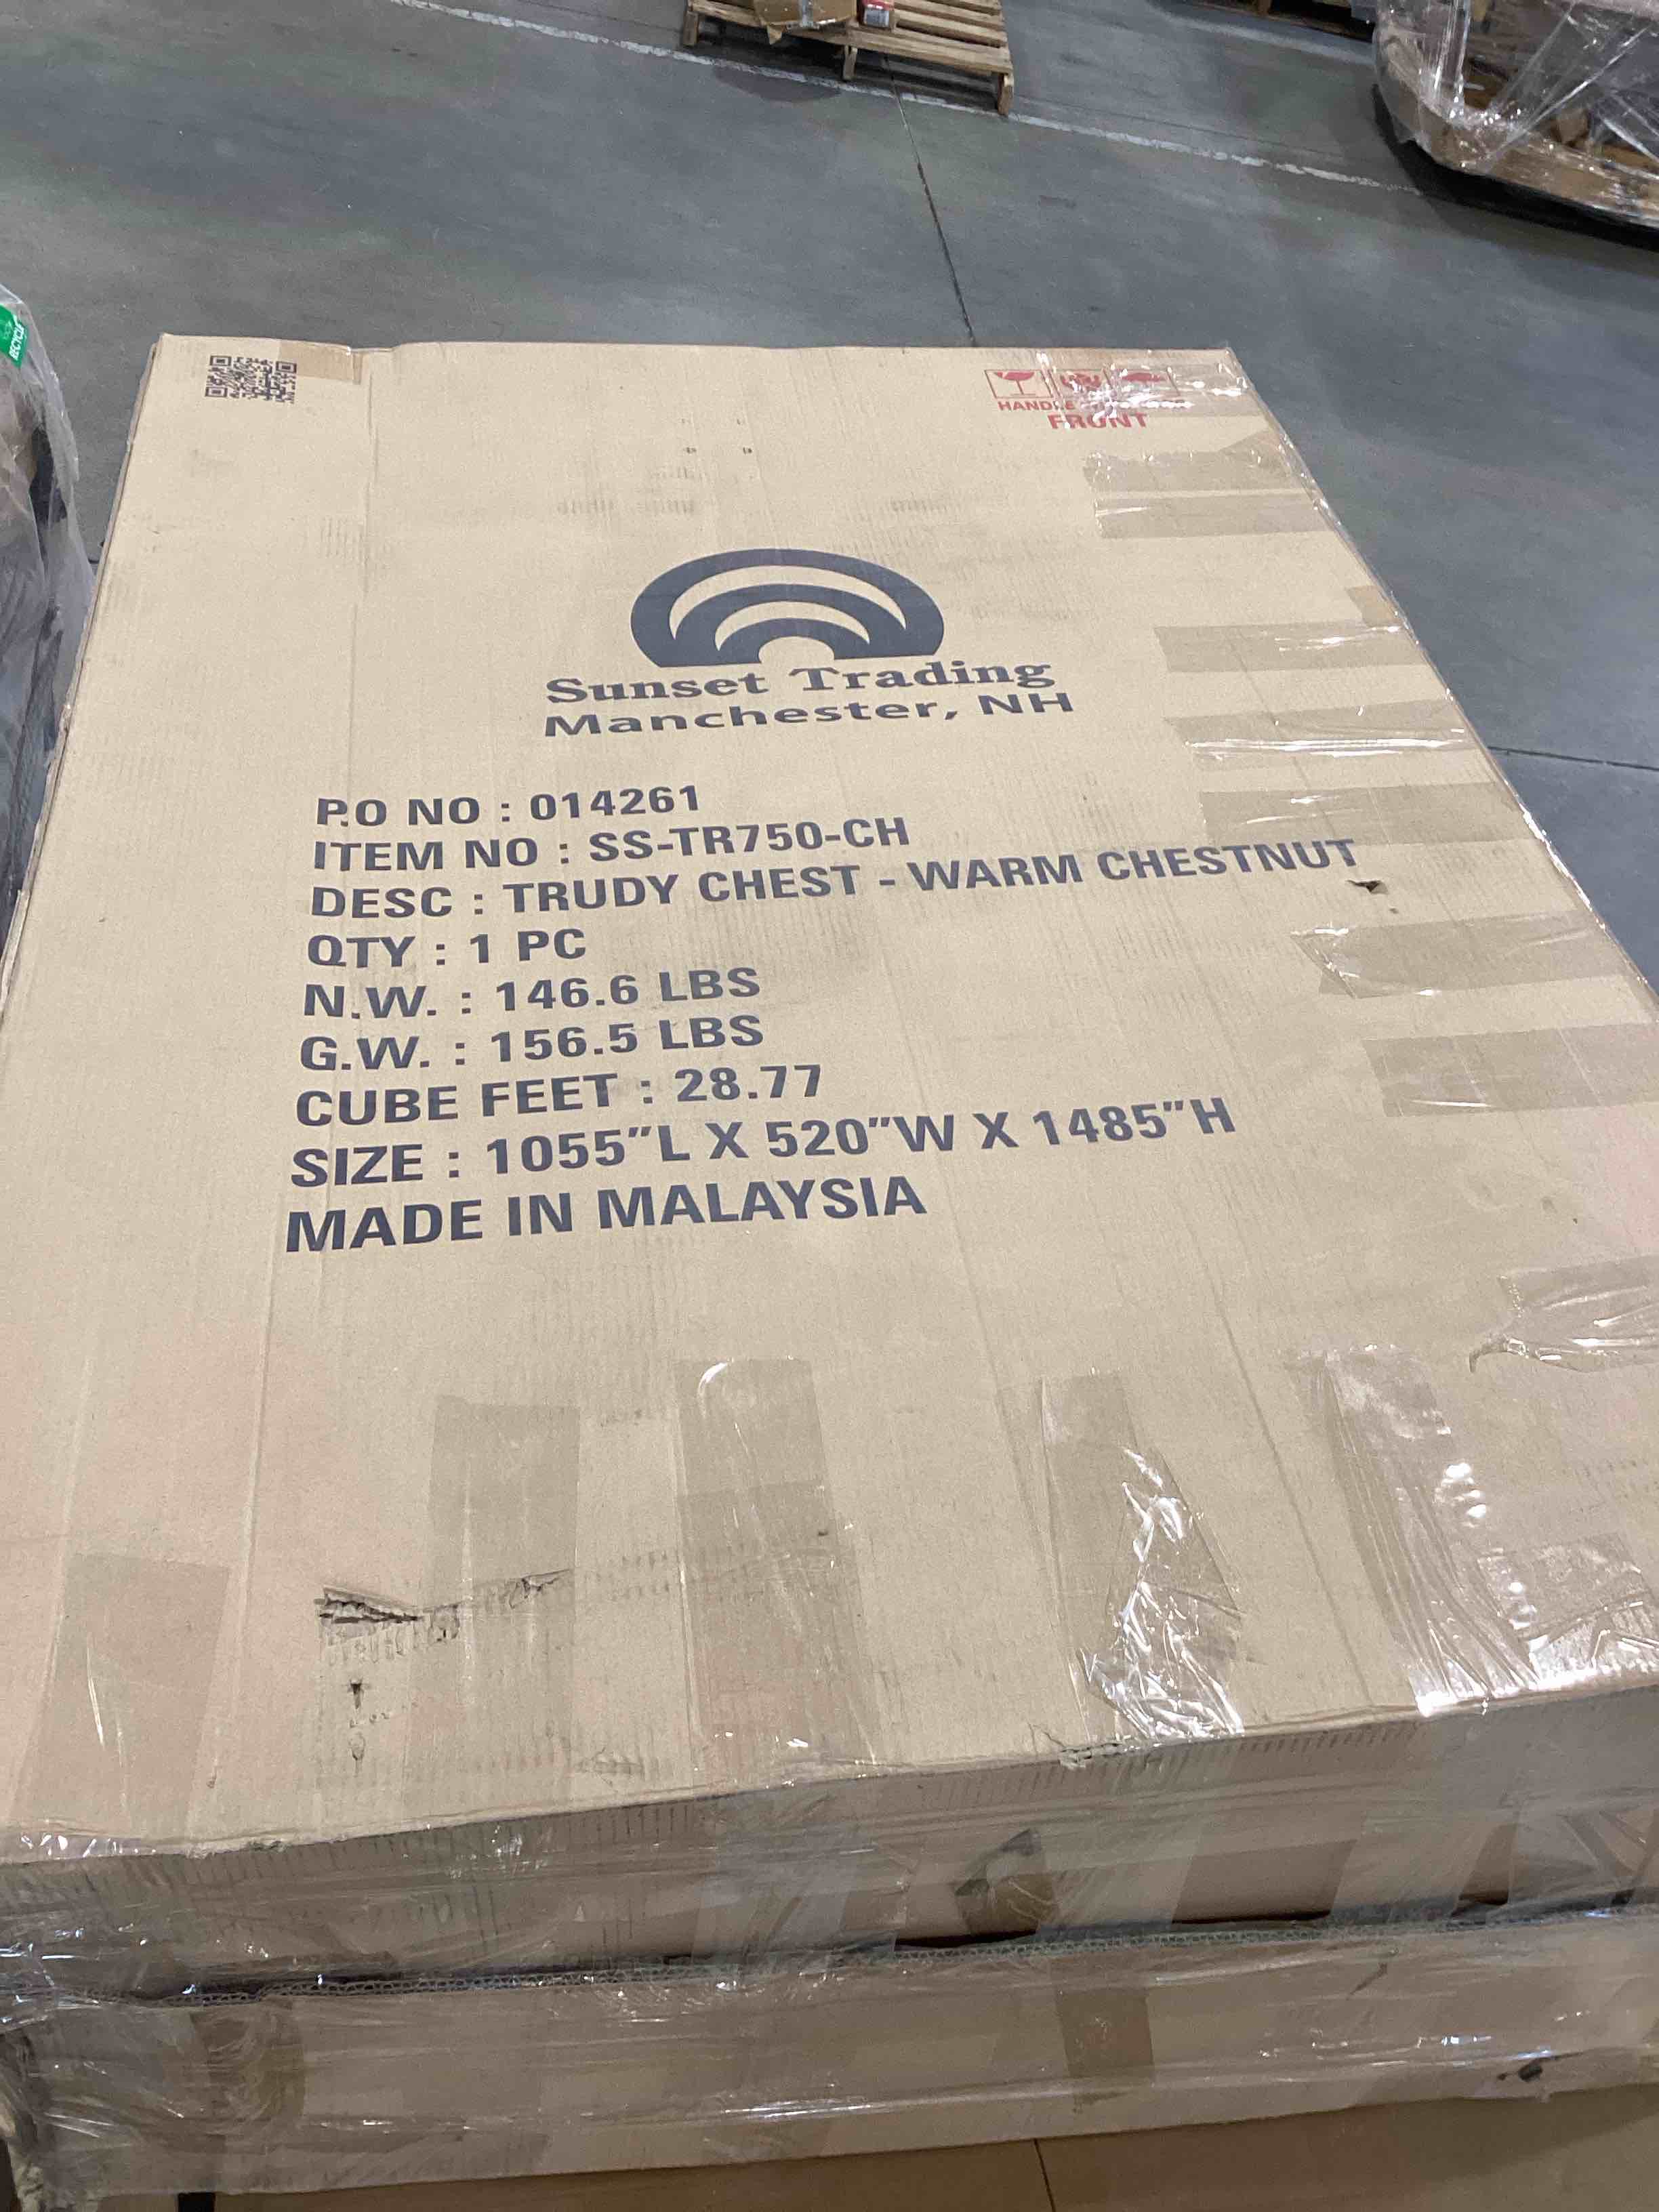 RECYCLE
FRONT
Sunset Trading
Manchester, NH
P.O NO : 014261
ITEM NO : SS-TR750-CH
DESC : TRUDY CHEST - WARM CHESTNUT
QTY : 1 PC
N.W. : 146.6 LBS
G.W. : 156.5 LBS
CUBE FEET : 28.77
SIZE : 1055"L X 520"W X 1485"H
MADE IN MALAYSIA